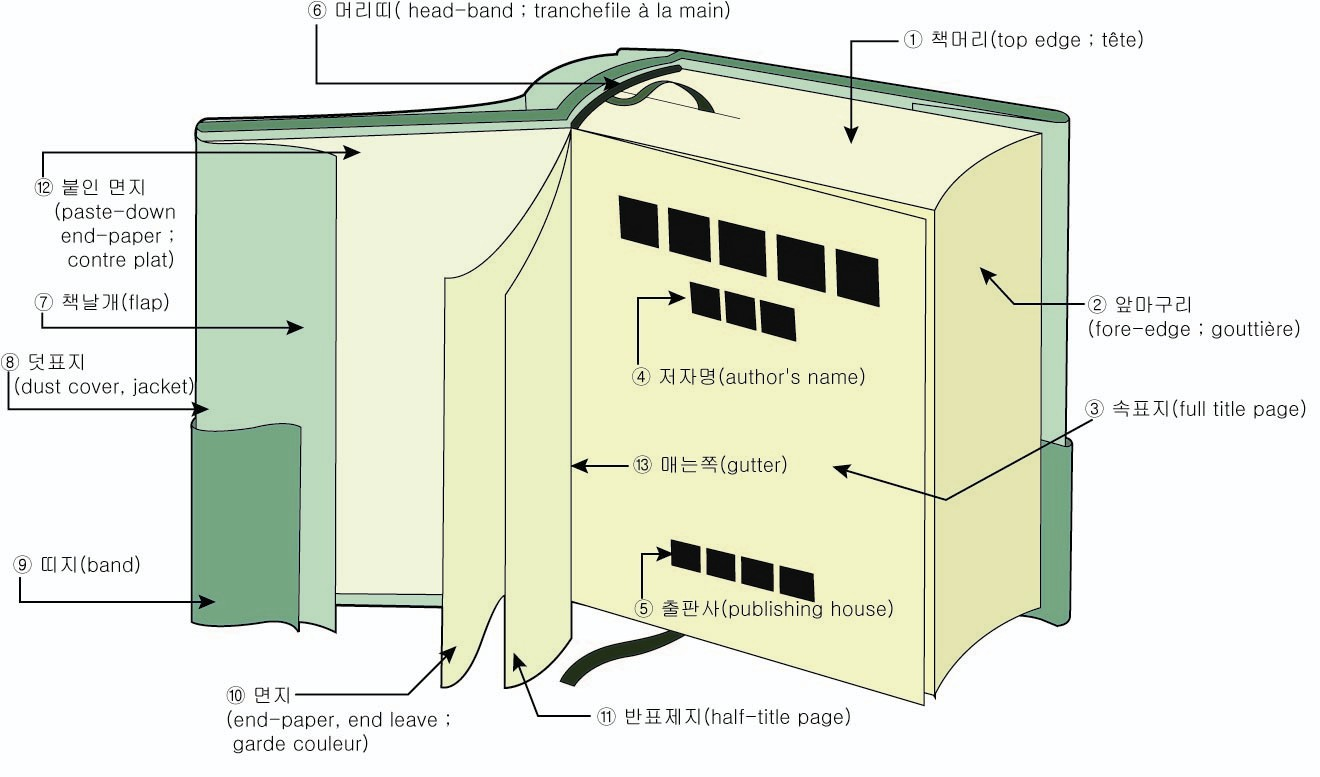 ⑥ 머리띠( head-band ; tranchefile à la main)
① 책머리(top edge ; tête)
⑫ 붙인 면지
(paste-down
end-paper ;
contre plat)
⑦ 책날개(flap)
② 앞마구리
(fore-edge ; gouttière)
⑧ 덧표지
(dust cover, jacket)
④ 저자명(author's name)
③ 속표지(full title page)
⑬ 매는쪽(gutter)
⑨ 띠지(band)
⑤ 출판사(publishing house)
⑩ 면지
(end-paper, end leave ;
garde couleur)
⑪ 반표제지(half-title page)